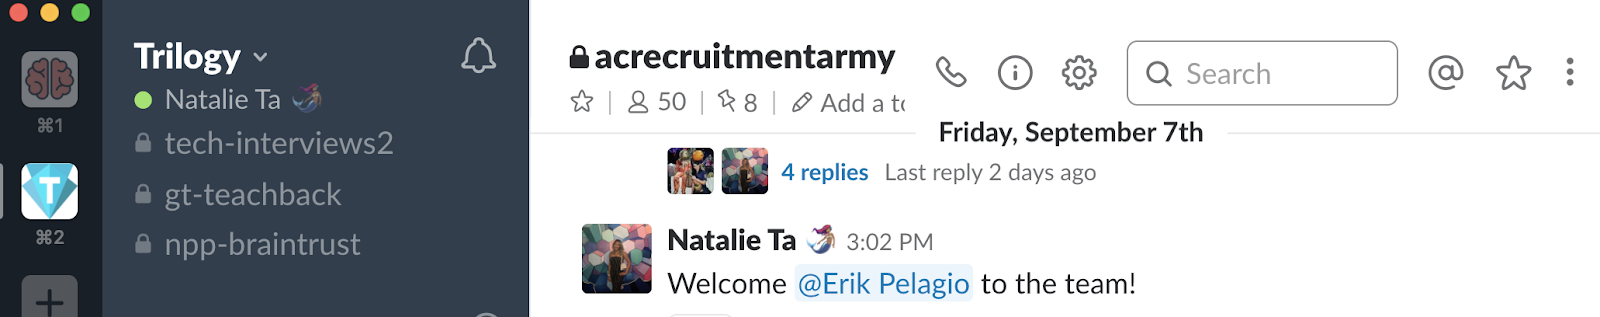 Trilogy
Natalie Ta
⌘1
tech-interviews2
T
gt-teachback
⌘2
npp-braintrust
acrecruitmentarmy
50
8
Add a to
Search
Friday, September 7th
4 replies Last reply 2 days ago
Natalie Ta 3:02 PM
Welcome @Erik Pelagio to the team!